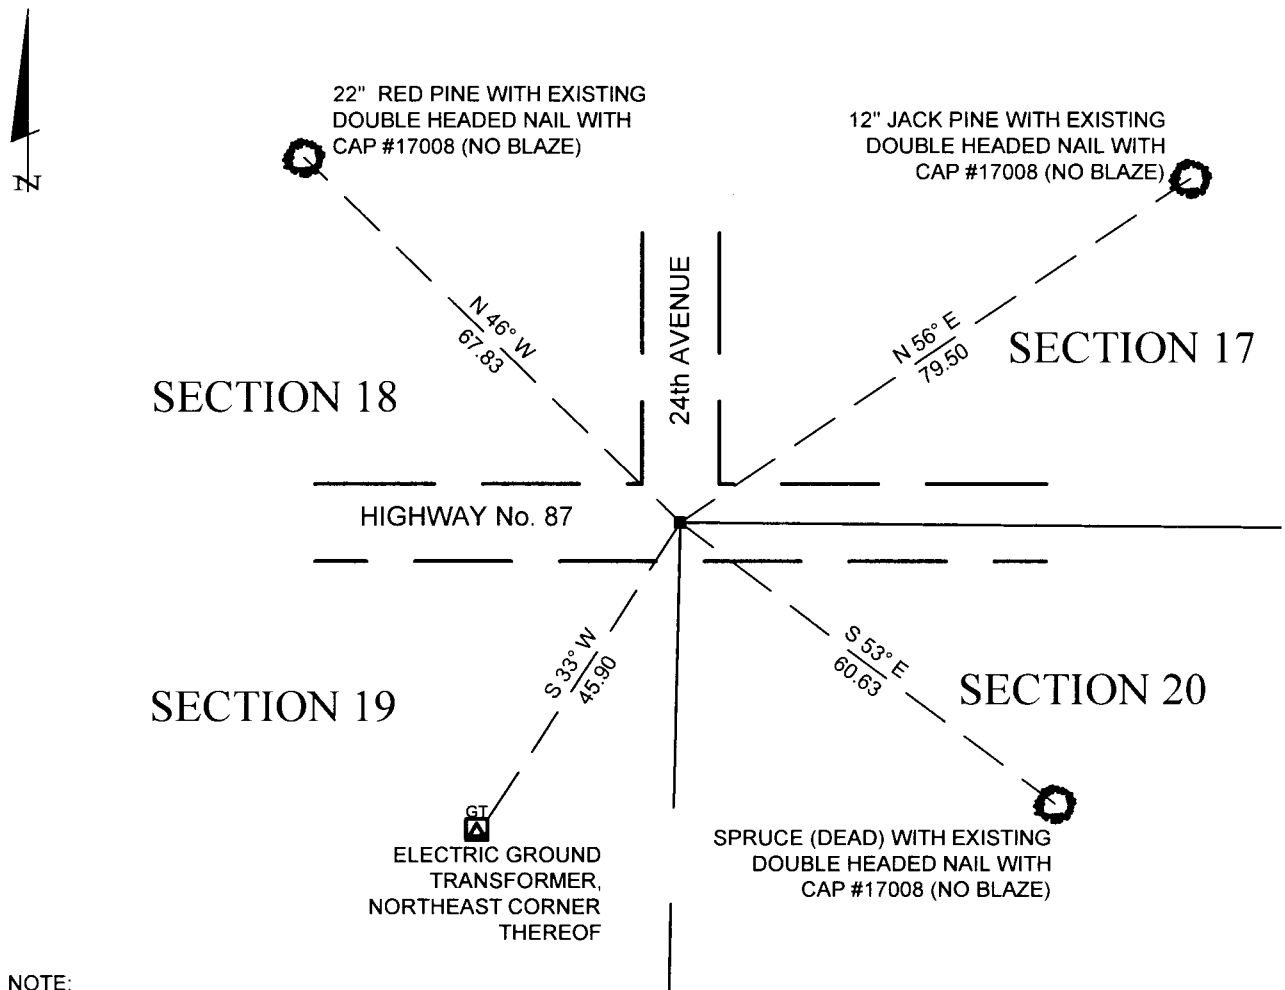 22" RED PINE WITH EXISTING
DOUBLE HEADED NAIL WITH
CAP #17008 (NO BLAZE)
12" JACK PINE WITH EXISTING
DOUBLE HEADED NAIL WITH
CAP #17008 (NO BLAZE)
N
24th AVENUE
N 46° W
67.83
N 56° E
79.50
SECTION 17
SECTION 18
HIGHWAY No. 87
S 33° W
45.90
S 53° E
60.63
SECTION 19
SECTION 20
GT
ELECTRIC GROUND
TRANSFORMER,
NORTHEAST CORNER
THEREOF
SPRUCE (DEAD) WITH EXISTING
DOUBLE HEADED NAIL WITH
CAP #17008 (NO BLAZE)
NOTE: